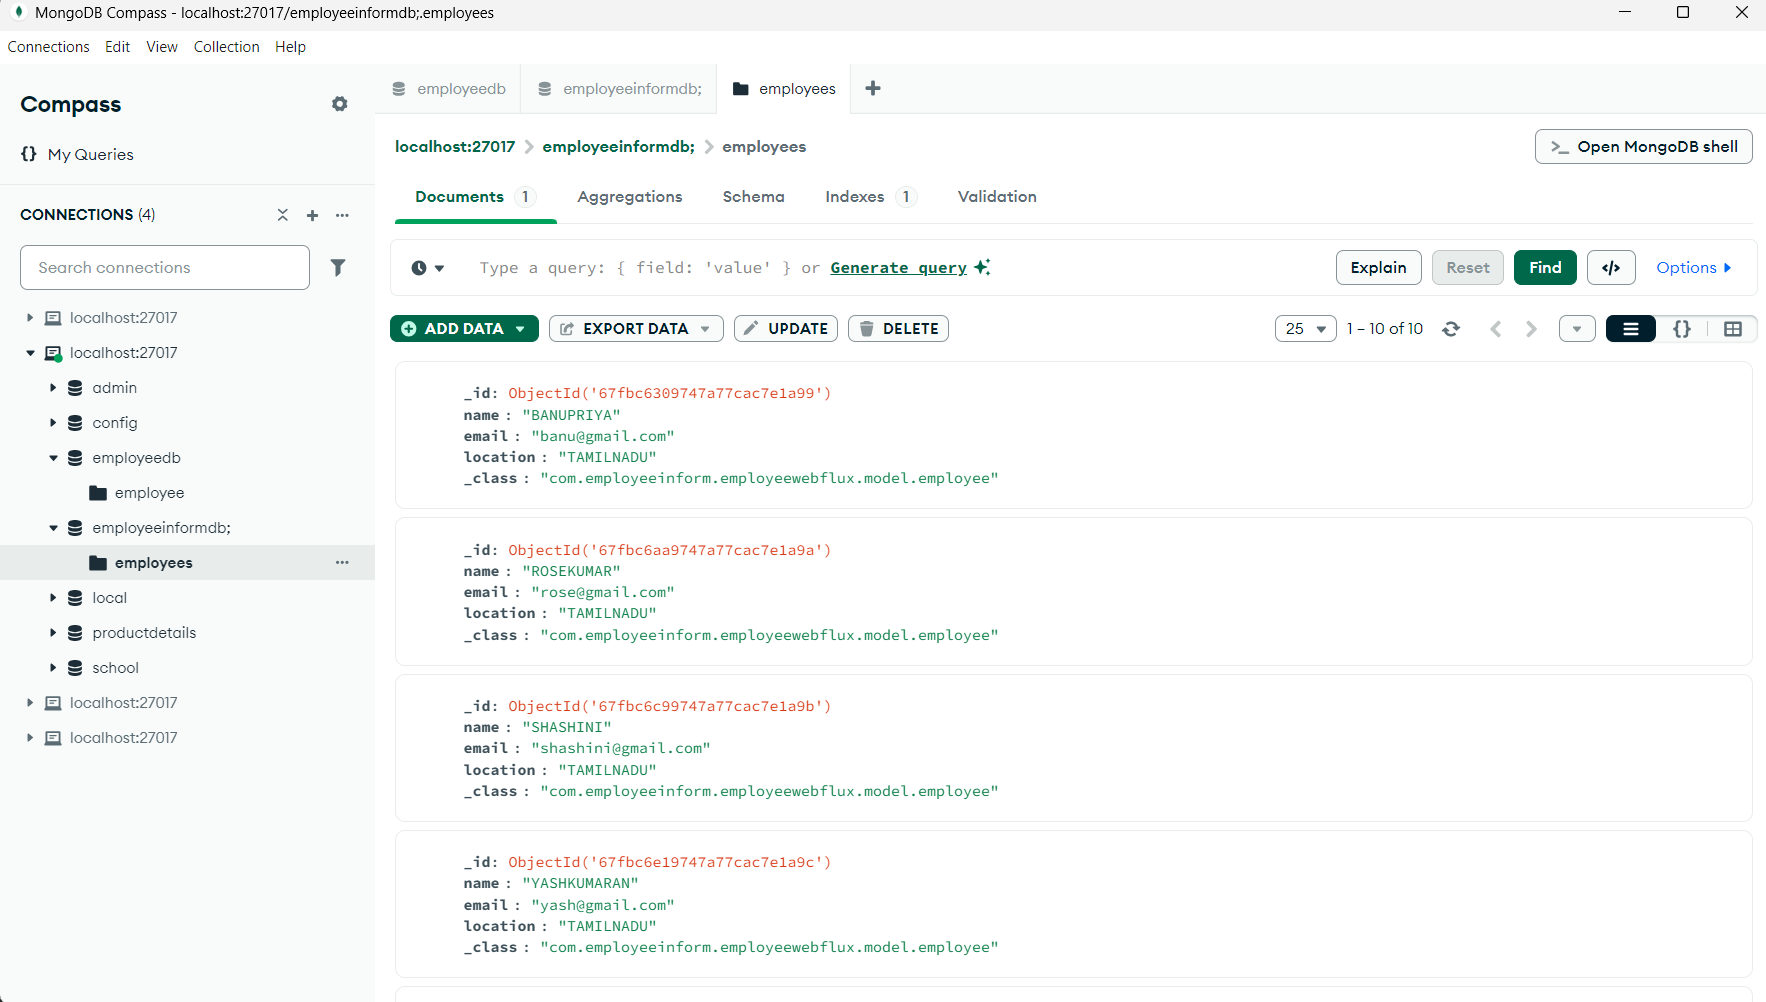 MongoDB Compass - localhost:27017/employeeinformdb;.employees
Connections Edit View Collection Help
Compass
My Queries
CONNECTIONS (4)
Search connections
localhost:27017
localhost:27017
admin
config
employeedb
employee
employeeinformdb;
employees
local
productdetails
school
localhost:27017
localhost:27017
employeedb employeeinformdb; employees
localhost:27017 employeeinformdb; employees
>_ Open MongoDB shell
Documents 1 Aggregations Schema Indexes 1 Validation
Type a query: { field: 'value' } or Generate query
Explain Reset Find </> Options
ADD DATA EXPORT DATA UPDATE DELETE
25 1 – 10 of 10 {}
_id: ObjectId('67fbc6309747a77cac7e1a99')
name : "BANUPRIYA"
email : "banu@gmail.com"
location : "TAMILNADU"
_class : "com.employeeinform.employeewebflux.model.employee"
_id: ObjectId('67fbc6aa9747a77cac7e1a9a')
name : "ROSEKUMAR"
email : "rose@gmail.com"
location : "TAMILNADU"
_class : "com.employeeinform.employeewebflux.model.employee"
_id: ObjectId('67fbc6c99747a77cac7e1a9b')
name : "SHASHINI"
email : "shashini@gmail.com"
location : "TAMILNADU"
_class : "com.employeeinform.employeewebflux.model.employee"
_id: ObjectId('67fbc6e19747a77cac7e1a9c')
name : "YASHKUMARAN"
email : "yash@gmail.com"
location : "TAMILNADU"
_class : "com.employeeinform.employeewebflux.model.employee"